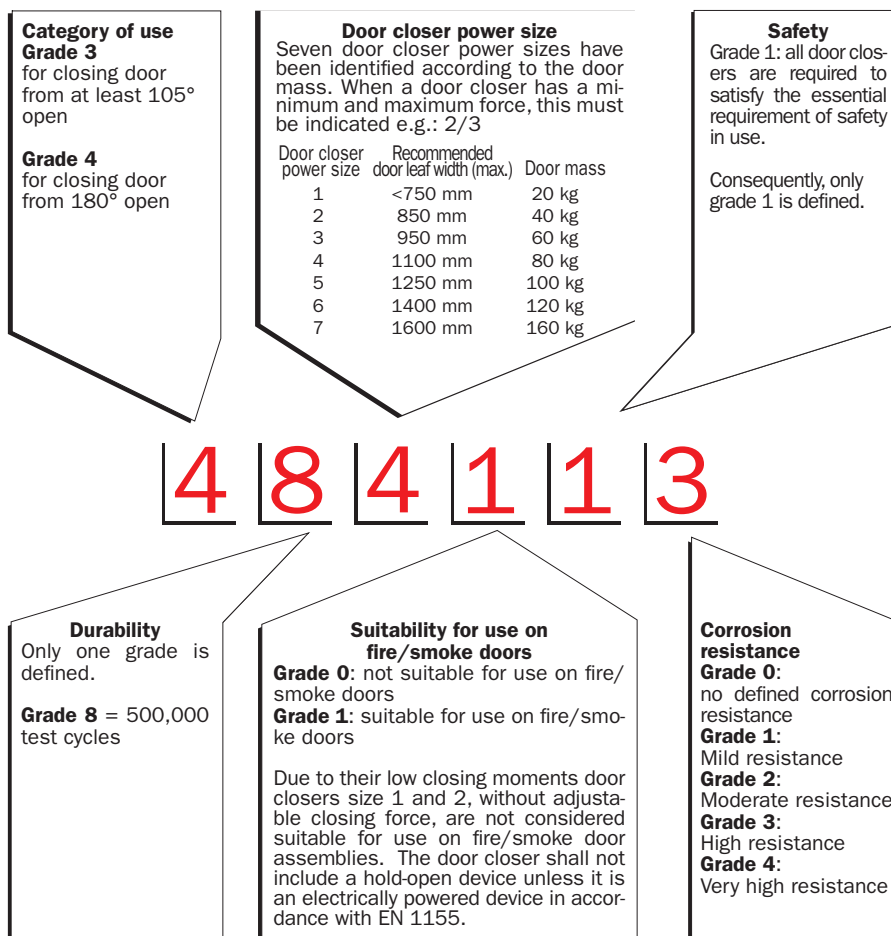 Category of use
Grade 3
for closing door
from at least 105°
open
Grade 4
for closing door
from 180° open
Door closer power size
Seven door closer power sizes have
been identified according to the door
mass. When a door closer has a mi-
nimum and maximum force, this must
be indicated e.g.: 2/3
Door closer power size Recommended door leaf width (max.) Door mass
1 <750 mm 20 kg
2 850 mm 40 kg
3 950 mm 60 kg
4 1100 mm 80 kg
5 1250 mm 100 kg
6 1400 mm 120 kg
7 1600 mm 160 kg
Safety
Grade 1: all door clos-
ers are required to
satisfy the essential
requirement of safety
in use.
Consequently, only
grade 1 is defined.
4 8 4 1 1 3
Durability
Only one grade is
defined.
Grade 8 = 500,000
test cycles
Suitability for use on
fire/smoke doors
Grade 0: not suitable for use on fire/
smoke doors
Grade 1: suitable for use on fire/smo-
ke doors
Due to their low closing moments door
closers size 1 and 2, without adjusta-
ble closing force, are not considered
suitable for use on fire/smoke door
assemblies. The door closer shall not
include a hold-open device unless it is
an electrically powered device in accor-
dance with EN 1155.
Corrosion
resistance
Grade 0:
no defined corrosion
resistance
Grade 1:
Mild resistance
Grade 2:
Moderate resistance
Grade 3:
High resistance
Grade 4:
Very high resistance